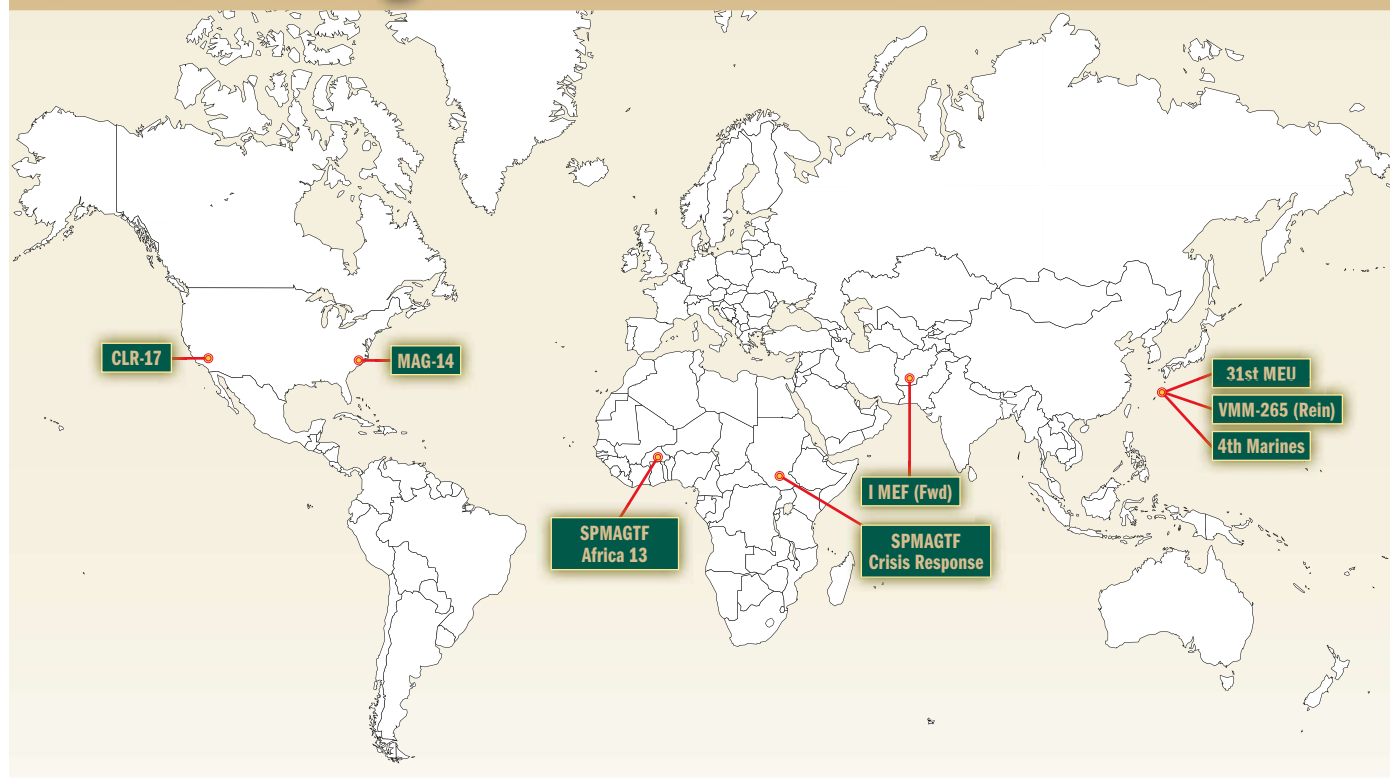 CLR-17
MAG-14
31st MEU
VMM-265 (Rein)
4th Marines
I MEF (Fwd)
SPMAGTF
Africa 13
SPMAGTF
Crisis Response